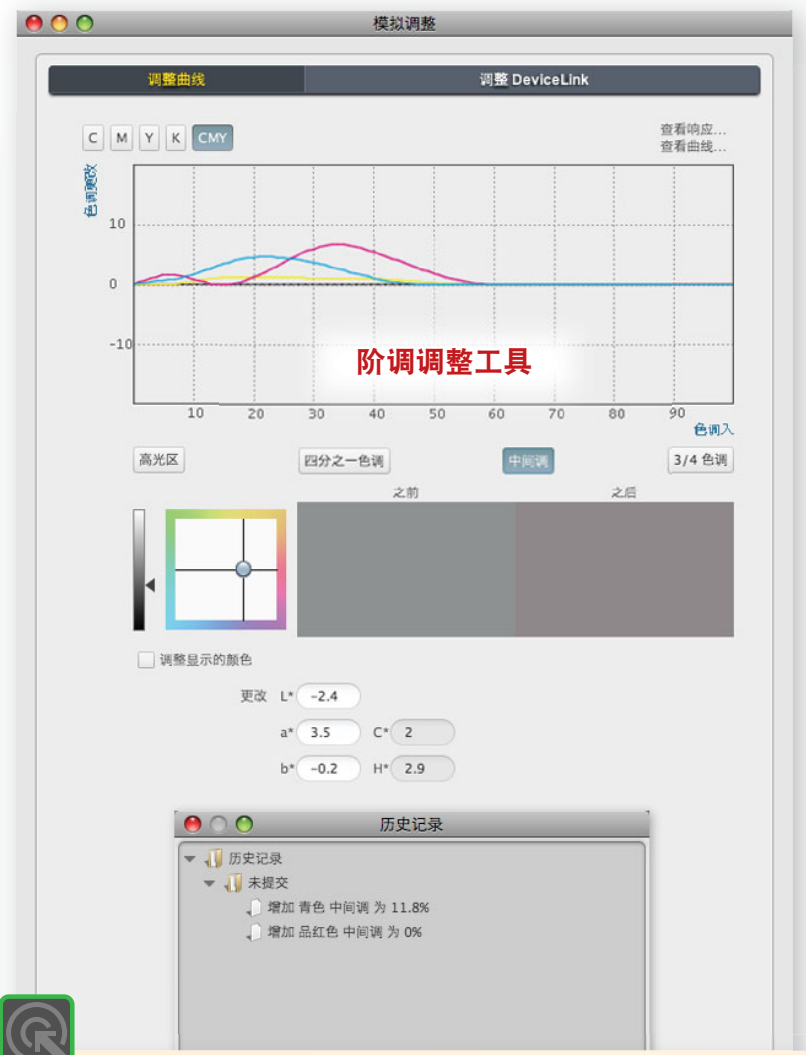 模拟调整
调整曲线 调整 DeviceLink
C M Y K CMY
查看响应...
查看曲线...
色调更改
10
0
-10
阶调调整工具
10 20 30 40 50 60 70 80 90
色调入
高光区 四分之一色调 中间调 3/4 色调
之前 之后
调整显示的颜色
更改 L* -2.4
a* 3.5 C* 2
b* -0.2 H* 2.9
历史记录
历史记录
未提交
增加 青色 中间调 为 11.8%
增加 品红色 中间调 为 0%